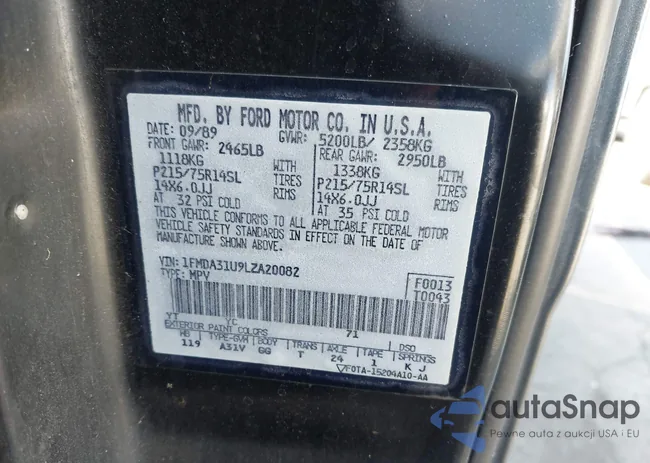 MFD. BY FORD MOTOR CO. IN U.S.A.
DATE: 09/89 GVWR: 5200LB/ 2358KG
FRONT GAWR: 2465LB REAR GAWR: 2950LB
1118KG WITH 1338KG WITH
P215/75R14SL TIRES P215/75R14SL TIRES
14X6.0JJ RIMS 14X6.0JJ RIMS
AT 32 PSI COLD AT 35 PSI COLD
THIS VEHICLE CONFORMS TO ALL APPLICABLE FEDERAL MOTOR
VEHICLE SAFETY STANDARDS IN EFFECT ON THE DATE OF
MANUFACTURE SHOWN ABOVE.
VIN: 1FMDA31U9LZA20082 F0013
TYPE: MPV T0043
YT YC 71 DSO
EXTERIOR PAINT COLORS
WB TYPE-GVW BODY TRANS AXLE TAPE SPRINGS
119 A31V GG T 24 1 K J
F0TA-15204A10-AA
autaSnap
Pewne auta z aukcji USA i EU